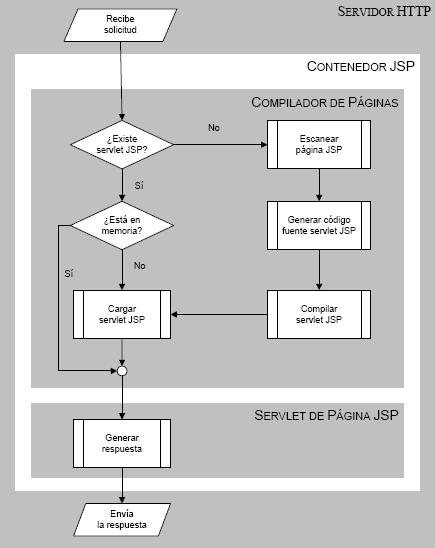 SERVIDOR HTTP
Recibe
solicitud
CONTENEDOR JSP
COMPILADOR DE PÁGINAS
¿Existe
servlet JSP?
No
Escanear
página JSP
Sí
¿Está en
memoria?
Generar código
fuente servlet JSP
Sí
No
Cargar
servlet JSP
Compilar
servlet JSP
SERVLET DE PÁGINA JSP
Generar
respuesta
Envía
la respuesta